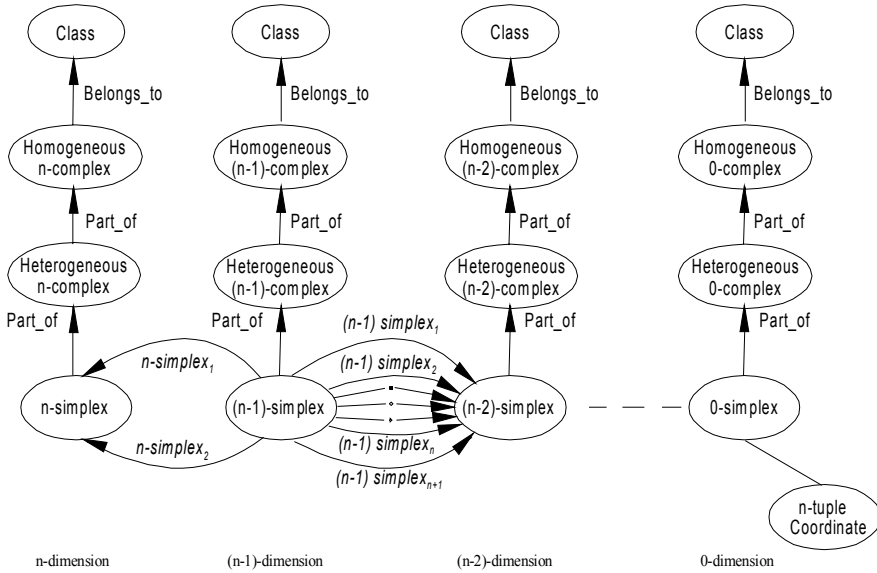 Class
Class
Class
Class
Belongs_to
Belongs_to
Belongs_to
Belongs_to
Homogeneous
n-complex
Homogeneous
(n-1)-complex
Homogeneous
(n-2)-complex
Homogeneous
0-complex
Part_of
Part_of
Part_of
Part_of
Heterogeneous
n-complex
Heterogeneous
(n-1)-complex
Heterogeneous
(n-2)-complex
Heterogeneous
0-complex
Part_of
Part_of
Part_of
Part_of
n-simplex₁
(n-1) simplex₁
(n-1) simplex₂
n-simplex
(n-1)-simplex
(n-2)-simplex
0-simplex
n-simplex₂
(n-1) simplexₙ
(n-1) simplexₙ₊₁
n-tuple
Coordinate
n-dimension
(n-1)-dimension
(n-2)-dimension
0-dimension